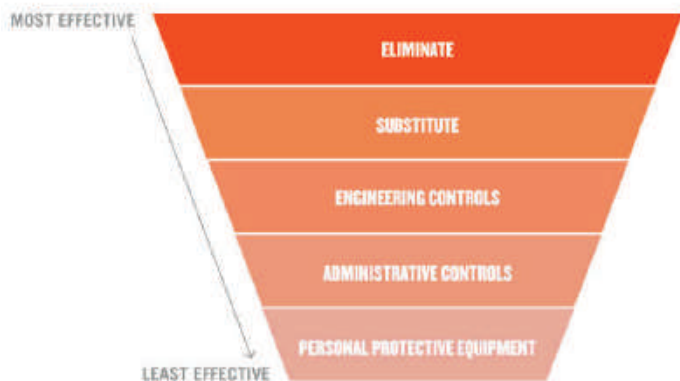 MOST EFFECTIVE
ELIMINATE
SUBSTITUTE
ENGINEERING CONTROLS
ADMINISTRATIVE CONTROLS
PERSONAL PROTECTIVE EQUIPMENT
LEAST EFFECTIVE